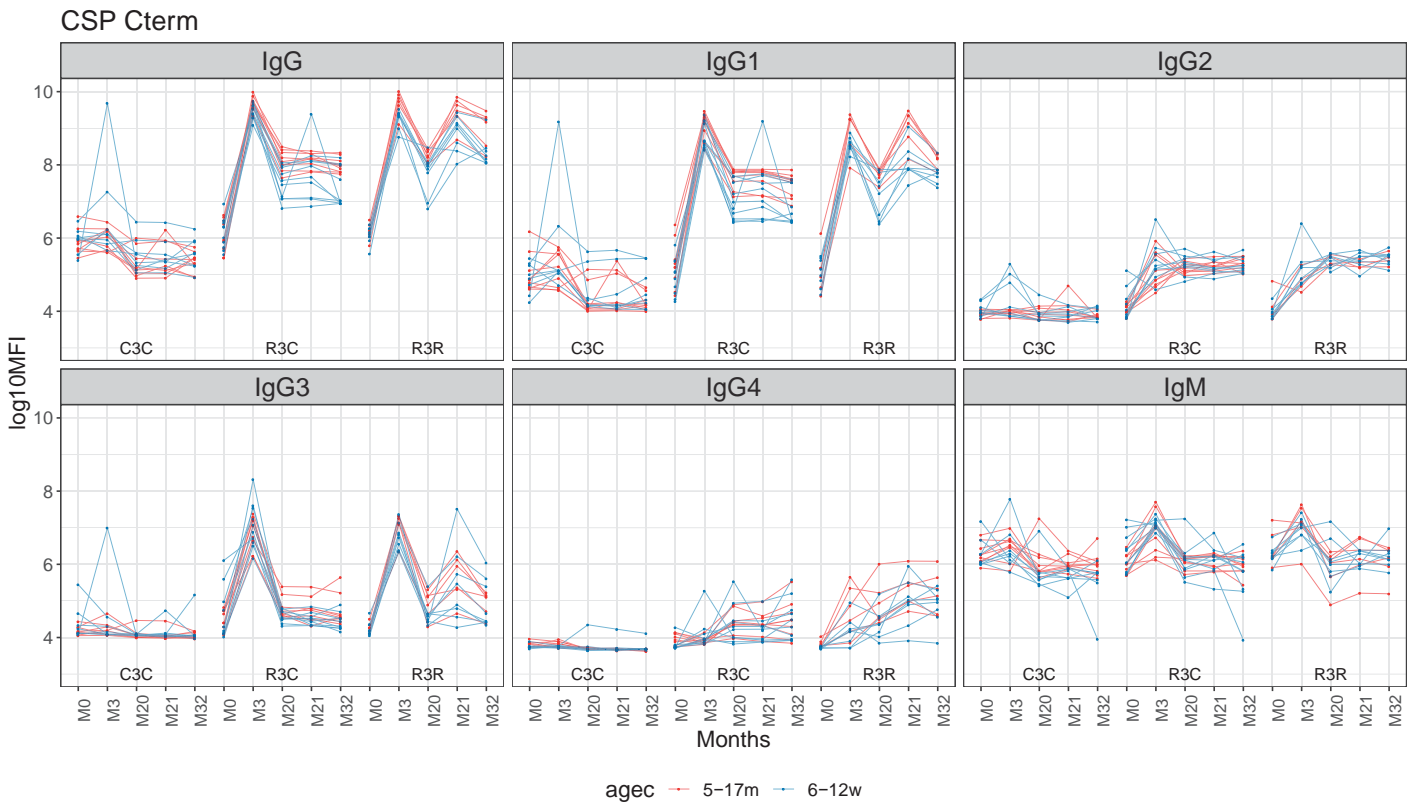 CSP Cterm
IgG IgG1 IgG2
10
8
6
4
C3C R3C R3R C3C R3C R3R C3C R3C R3R
log10MFI
IgG3 IgG4 IgM
10
8
6
4
C3C R3C R3R C3C R3C R3R C3C R3C R3R
M0 M3 M20 M21 M32 M0 M3 M20 M21 M32 M0 M3 M20 M21 M32 M0 M3 M20 M21 M32 M0 M3 M20 M21 M32 M0 M3 M20 M21 M32 M0 M3 M20 M21 M32 M0 M3 M20 M21 M32 M0 M3 M20 M21 M32
Months
agec 5−17m 6−12w